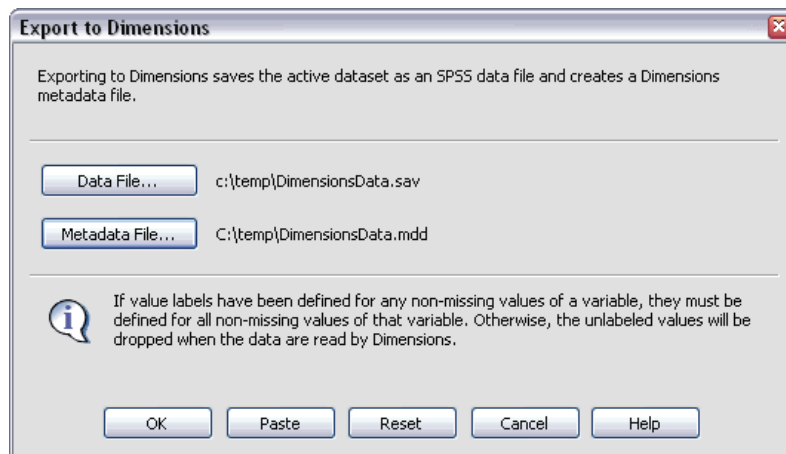 Export to Dimensions
Exporting to Dimensions saves the active dataset as an SPSS data file and creates a Dimensions
metadata file.
Data File...
c:\temp\DimensionsData.sav
Metadata File...
C:\temp\DimensionsData.mdd
If value labels have been defined for any non-missing values of a variable, they must be
defined for all non-missing values of that variable. Otherwise, the unlabeled values will be
dropped when the data are read by Dimensions.
OK
Paste
Reset
Cancel
Help